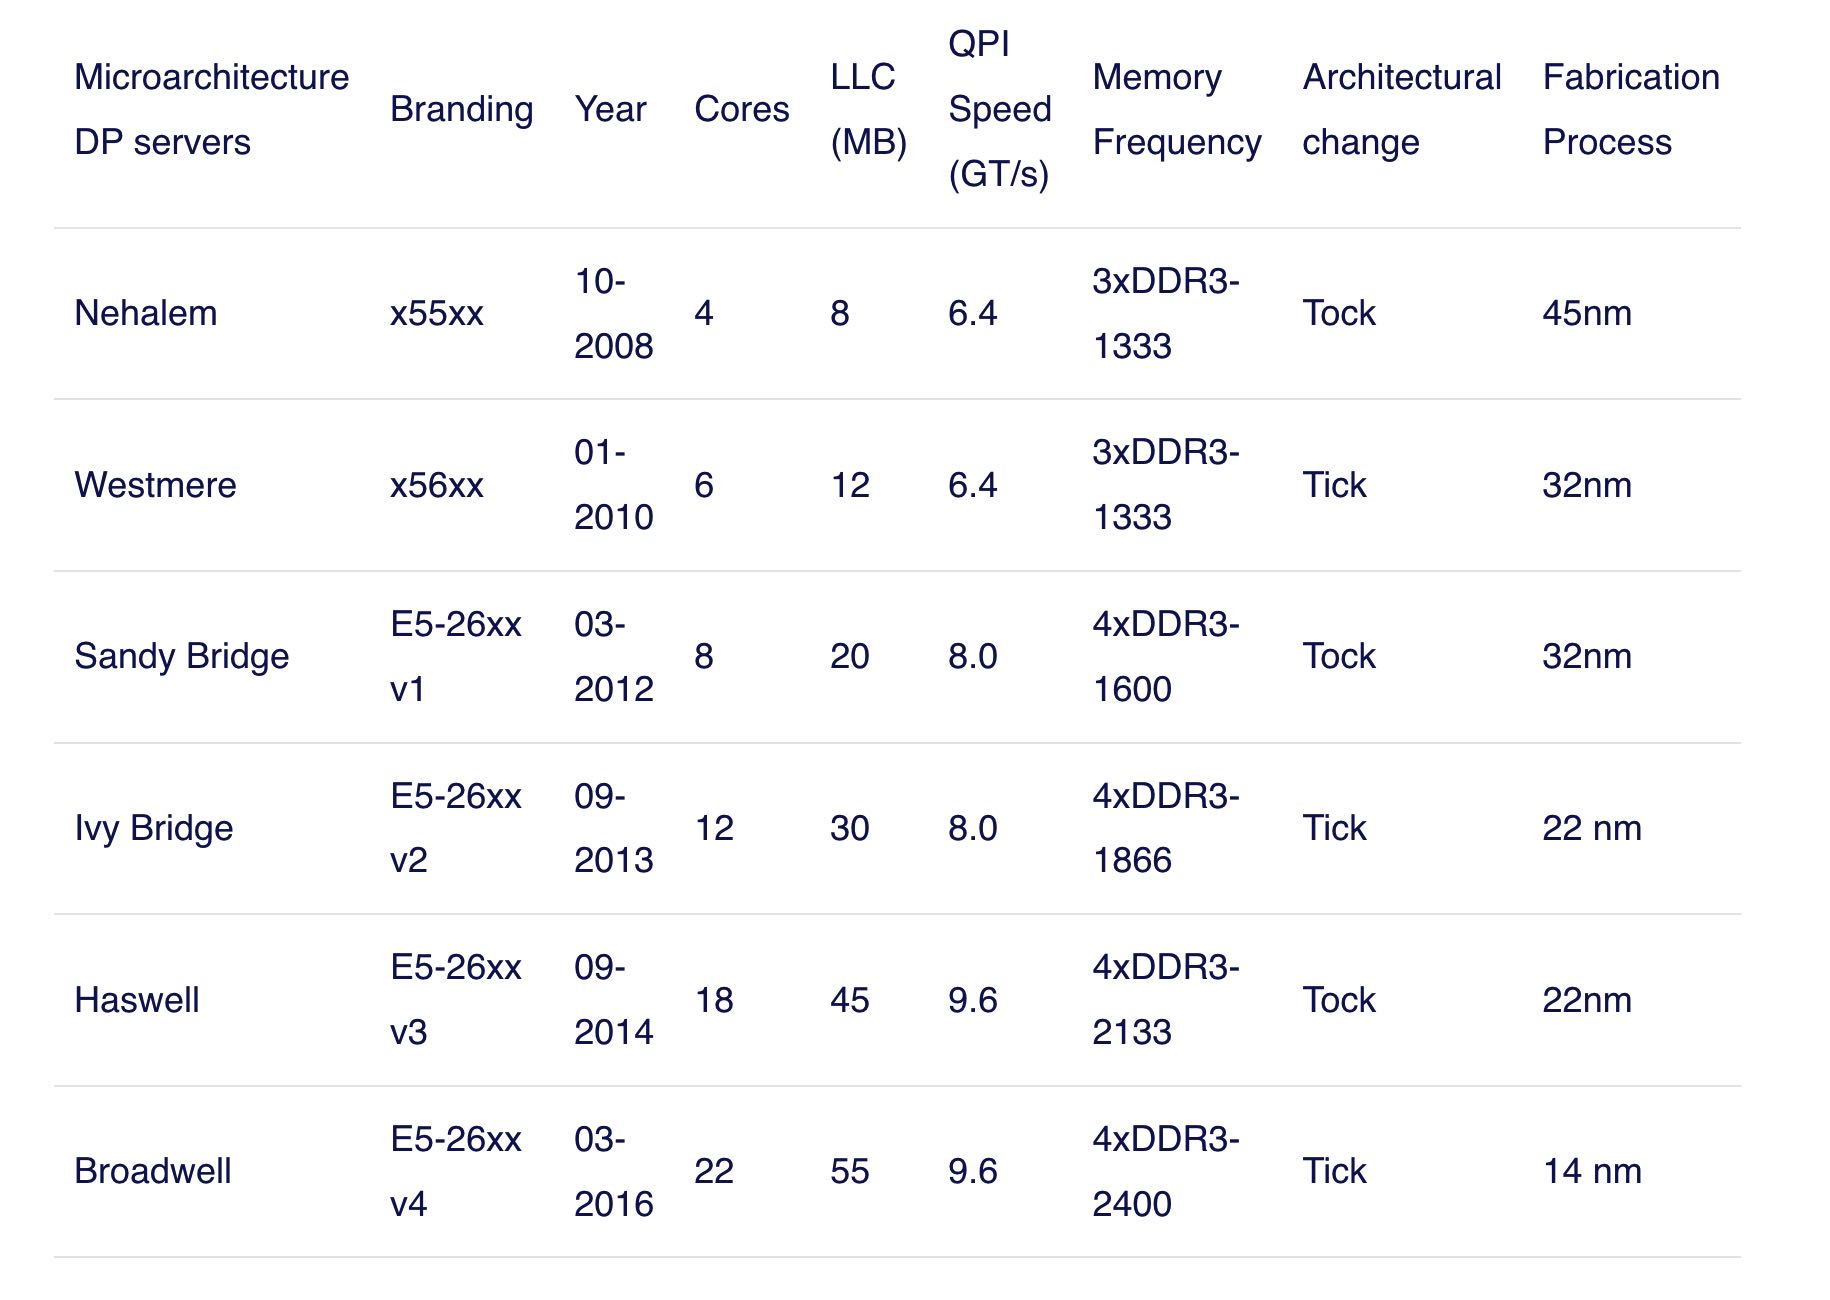 Microarchitecture
DP servers
Branding
Year
Cores
LLC
(MB)
QPI
Speed
(GT/s)
Memory
Frequency
Architectural
change
Fabrication
Process
Nehalem
x55xx
10-
2008
4
8
6.4
3xDDR3-
1333
Tock
45nm
Westmere
x56xx
01-
2010
6
12
6.4
3xDDR3-
1333
Tick
32nm
Sandy Bridge
E5-26xx
v1
03-
2012
8
20
8.0
4xDDR3-
1600
Tock
32nm
Ivy Bridge
E5-26xx
v2
09-
2013
12
30
8.0
4xDDR3-
1866
Tick
22 nm
Haswell
E5-26xx
v3
09-
2014
18
45
9.6
4xDDR3-
2133
Tock
22nm
Broadwell
E5-26xx
v4
03-
2016
22
55
9.6
4xDDR3-
2400
Tick
14 nm